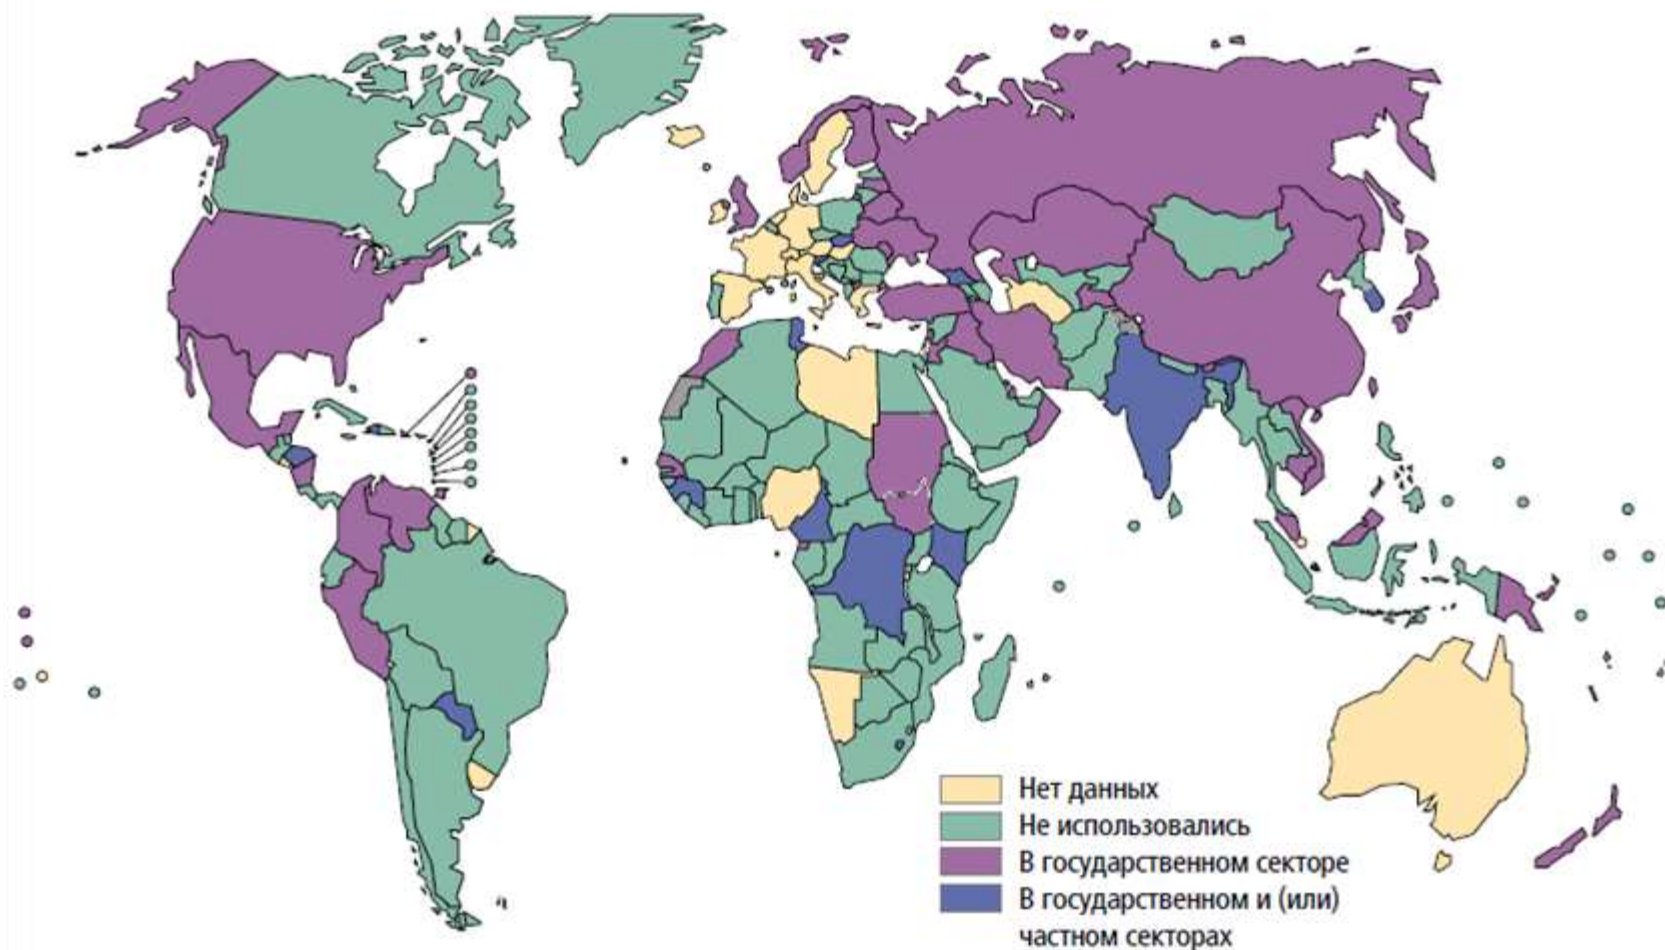 Нет данных
Не использовались
В государственном секторе
В государственном и (или)
частном секторах